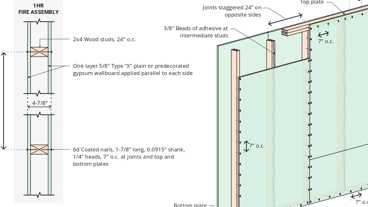 1HR
FIRE ASSEMBLY
2x4 Wood studs, 24" o.c.
One layer 5/8" Type "X" plain or predecorated
gypsum wallboard applied parallel to each side
4-7/8"
6d Coated nails, 1-7/8" long, 0.0915" shank,
1/4" heads, 7" o.c. at joints and top and
bottom plates
Joints staggered 24" on
opposite sides
Top plate
3/8" Beads of adhesive at
intermediate studs
7" o.c.
7" o.c.
7" o.c.
Bottom plate